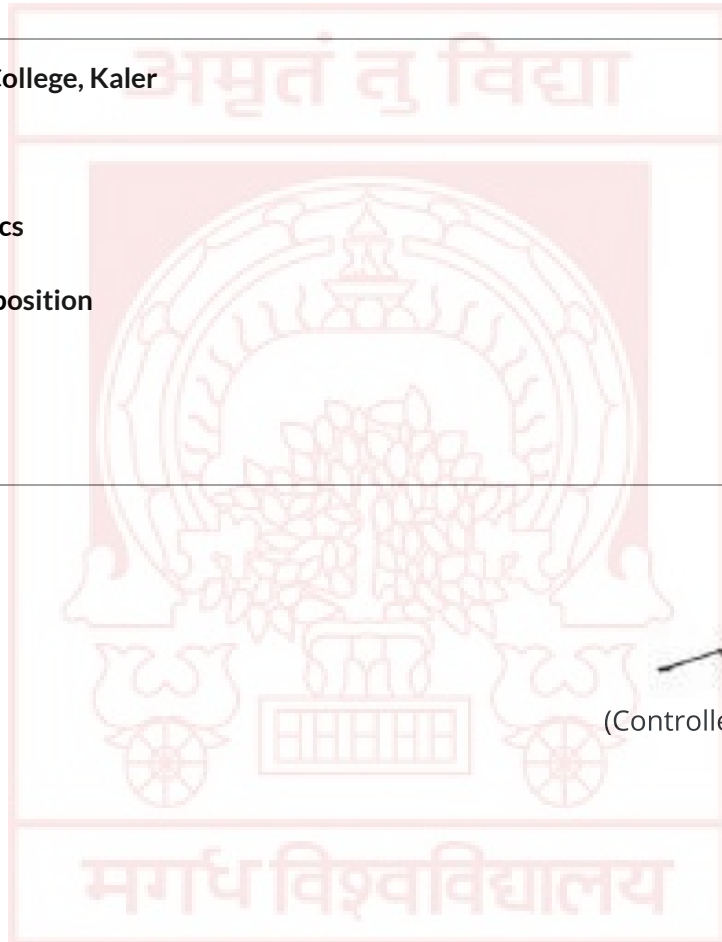 अमृतं तु विद्या
College, Kaler
cs
position
(Controlle
मगध विश्वविद्यालय